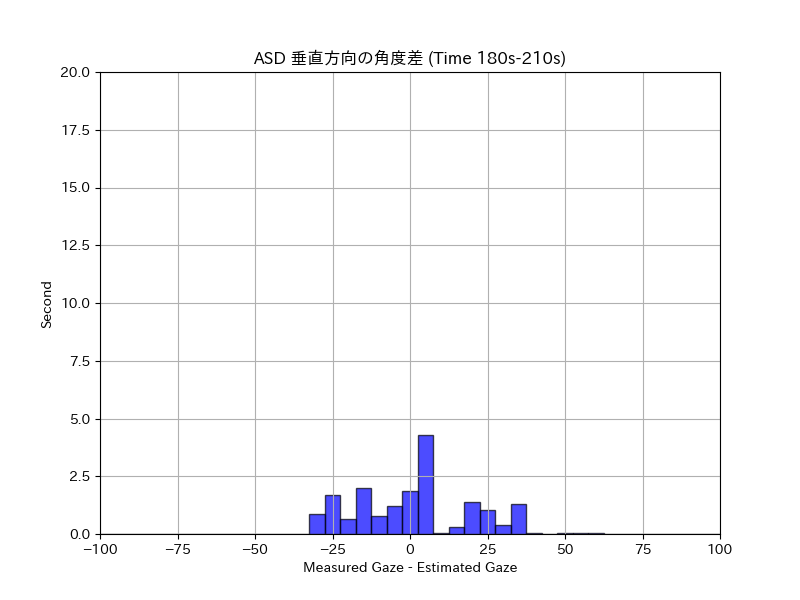 ASD 垂直方向の角度差 (Time 180s-210s)
20.0
17.5
15.0
12.5
10.0
7.5
5.0
2.5
0.0
Second
−100 −75 −50 −25 0 25 50 75 100
Measured Gaze - Estimated Gaze